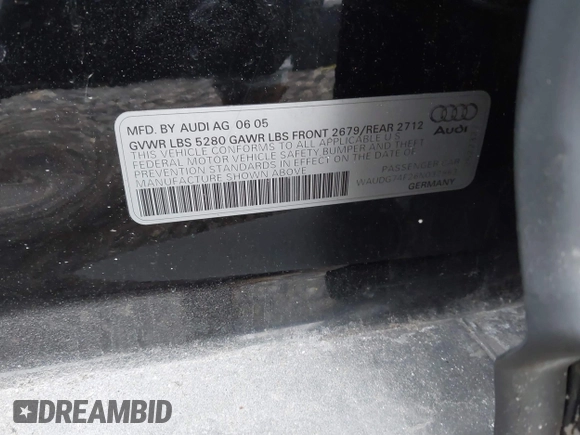 MFD. BY AUDI AG 06 05
GVWR LBS 5280 GAWR LBS FRONT 2679/REAR 2712
THIS VEHICLE CONFORMS TO ALL APPLICABLE U.S.
FEDERAL MOTOR VEHICLE SAFETY BUMPER AND THEFT
PREVENTION STANDARDS IN EFFECT ON THE DATE OF
MANUFACTURE SHOWN ABOVE
Audi
PASSENGER CAR
GERMANY
DREAMBID